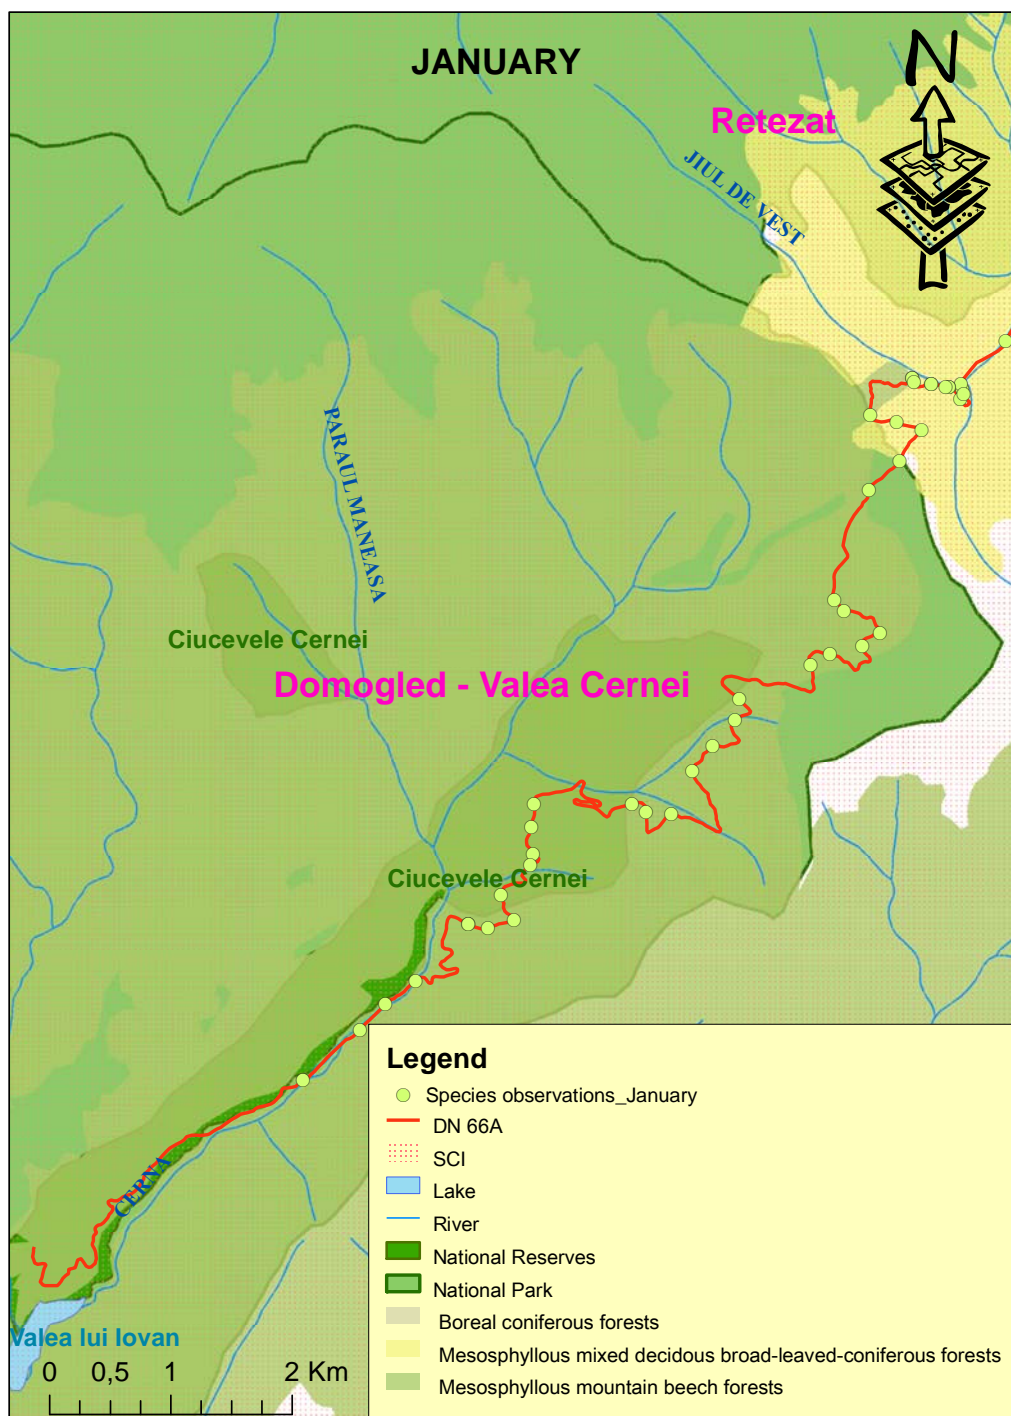 JANUARY
N
Retezat
JIUL DE VEST
PARAUL MANEASA
Ciucevele Cernei
Domogled - Valea Cernei
Ciucevele Cernei
CERNA
Valea lui Iovan
0 0,5 1 2 Km
Legend
Species observations_January
DN 66A
SCI
Lake
River
National Reserves
National Park
Boreal coniferous forests
Mesosphyllous mixed decidous broad-leaved-coniferous forests
Mesosphyllous mountain beech forests